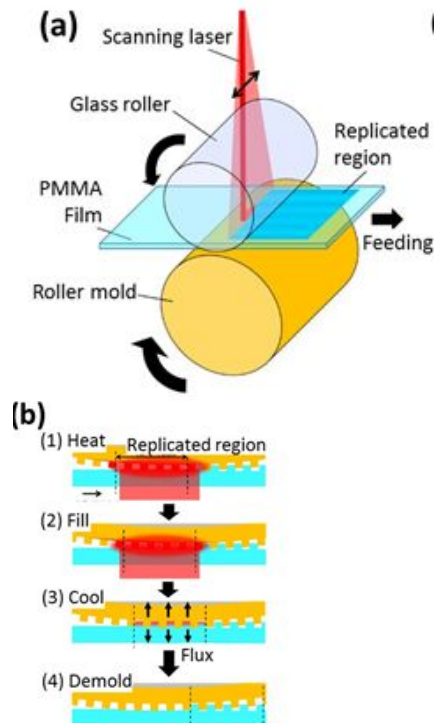 (a)
Scanning laser
Glass roller
Replicated
region
PMMA
Film
Feeding
Roller mold
(b)
(1) Heat
Replicated region
(2) Fill
(3) Cool
Flux
(4) Demold